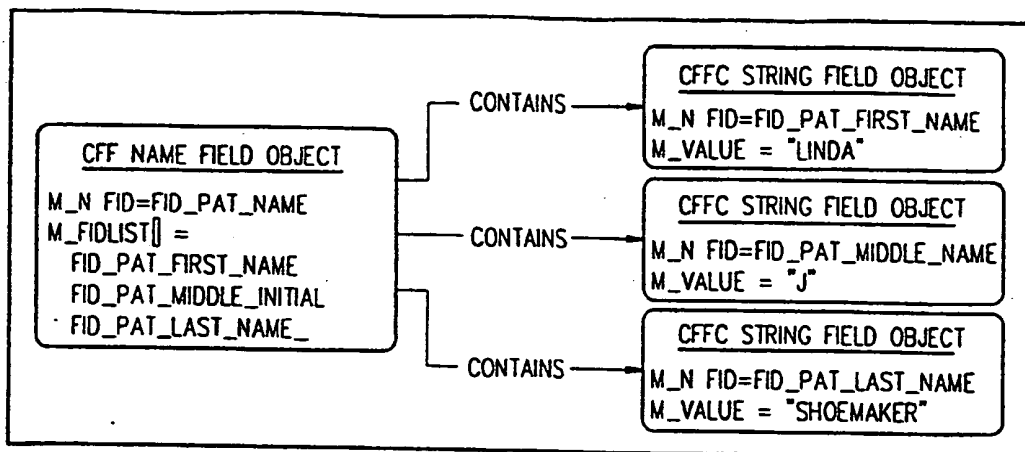 CFF NAME FIELD OBJECT
M_N FID=FID_PAT_NAME
M_FIDLIST[] =
FID_PAT_FIRST_NAME
FID_PAT_MIDDLE_INITIAL
FID_PAT_LAST_NAME_
CONTAINS
CFFC STRING FIELD OBJECT
M_N FID=FID_PAT_FIRST_NAME
M_VALUE = "LINDA"
CONTAINS
CFFC STRING FIELD OBJECT
M_N FID=FID_PAT_MIDDLE_NAME
M_VALUE = "J"
CONTAINS
CFFC STRING FIELD OBJECT
M_N FID=FID_PAT_LAST_NAME
M_VALUE = "SHOEMAKER"